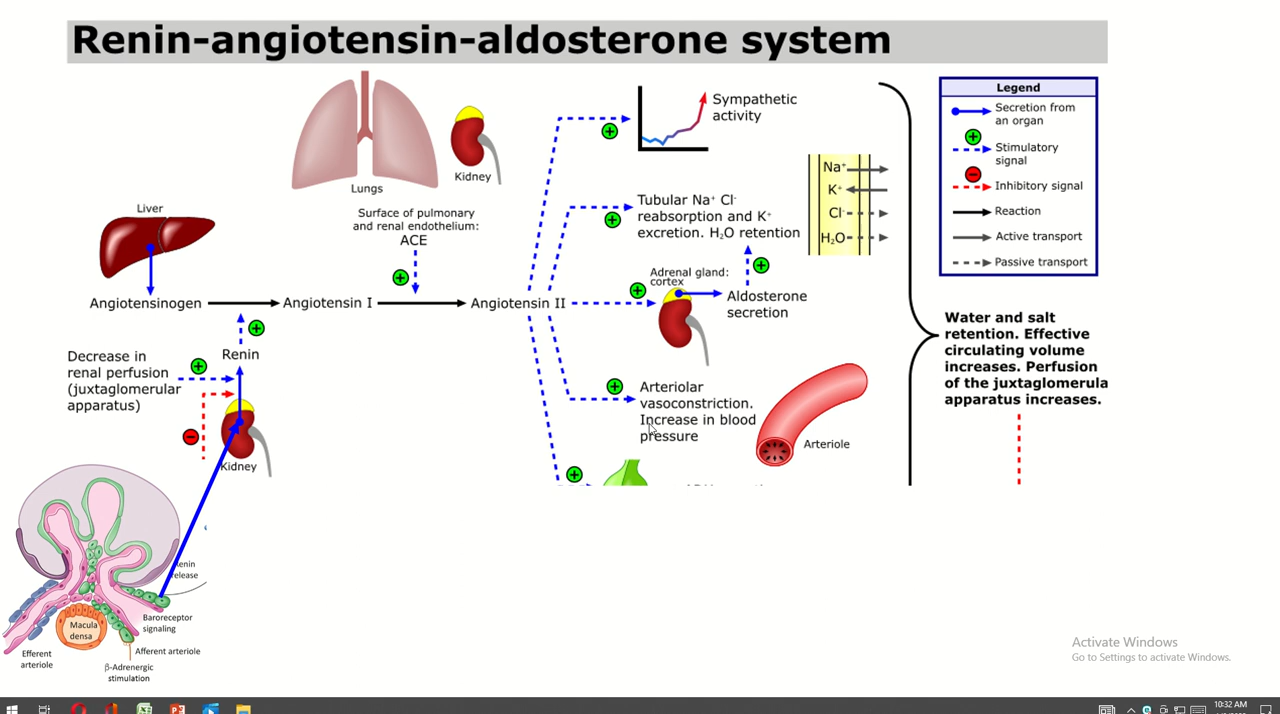 Renin-angiotensin-aldosterone system
Lungs
Kidney
Sympathetic
activity
Legend
Secretion from
an organ
+
Stimulatory
signal
−
Inhibitory signal
Reaction
Active transport
Passive transport
Liver
Surface of pulmonary
and renal endothelium:
ACE
+
+
Tubular Na⁺ Cl⁻
reabsorption and K⁺
excretion. H₂O retention
+
Na⁺
K⁺
Cl⁻
H₂O
Adrenal gland:
cortex
+
+
Angiotensinogen
Angiotensin I
Angiotensin II
Aldosterone
secretion
+
Renin
Decrease in
renal perfusion
(juxtaglomerular
apparatus)
+
−
Kidney
+
Arteriolar
vasoconstriction.
Increase in blood
pressure
Arteriole
+
Water and salt
retention. Effective
circulating volume
increases. Perfusion
of the juxtaglomerula
apparatus increases.
release
Baroreceptor
signaling
Macula
densa
Afferent arteriole
Efferent
arteriole
β-Adrenergic
stimulation
Activate Windows
Go to Settings to activate Windows.
10:32 AM